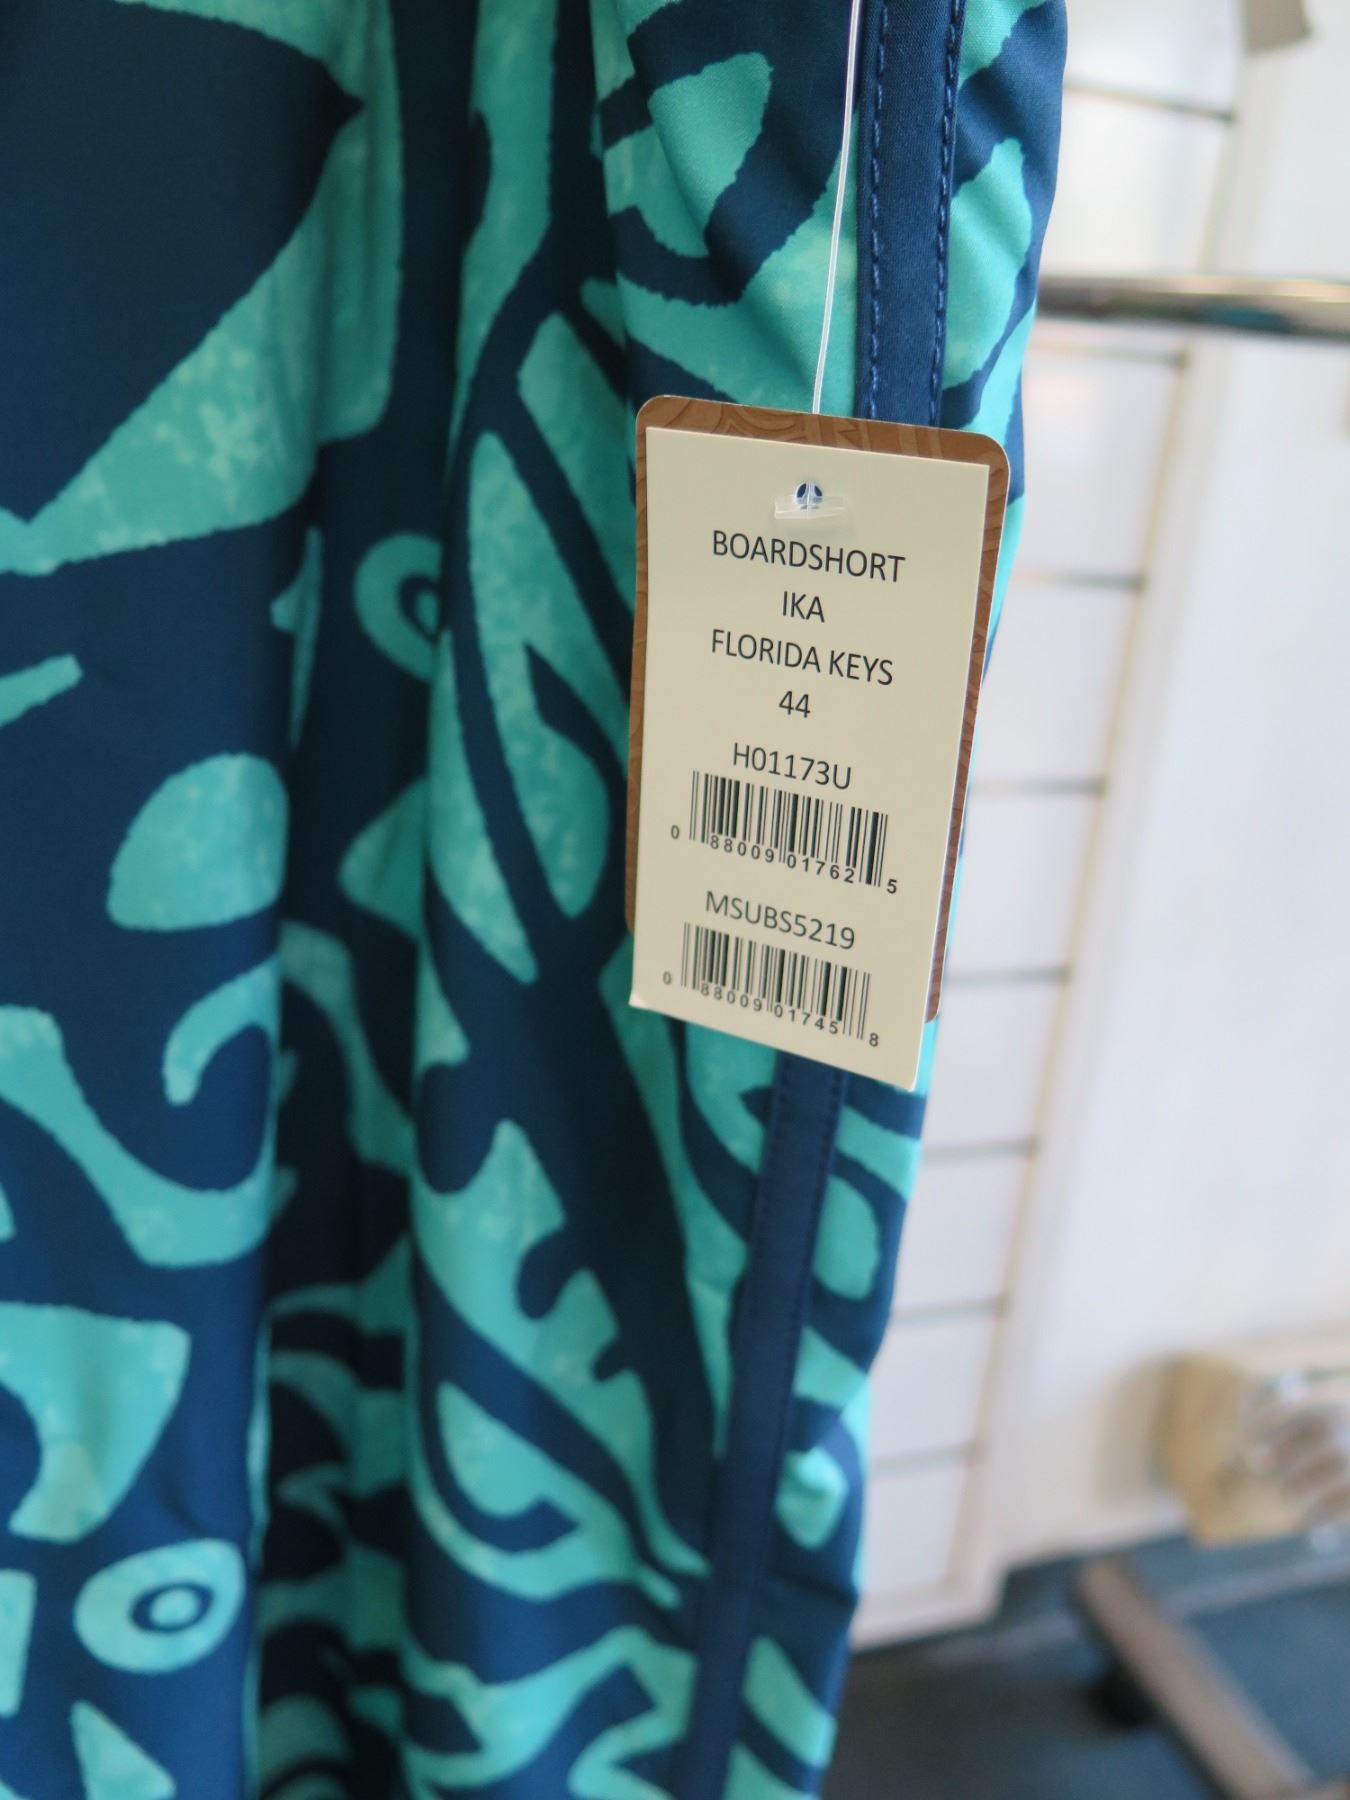 BOARDSHORT
IKA
FLORIDA KEYS
44
H01173U
0 88009 01762 5
MSUBS5219
0 88009 01745 8